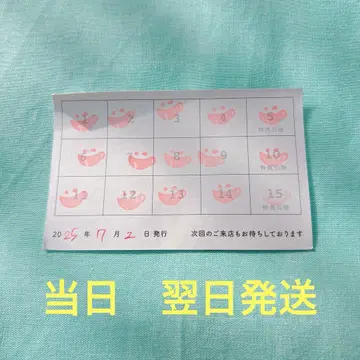 1 2 3 4 5
特典引換
6 7 8 9 10
特典引換
11 12 13 14 15
特典引換
2025年7月2日発行 次回のご来店もお待ちしております
当日 翌日発送